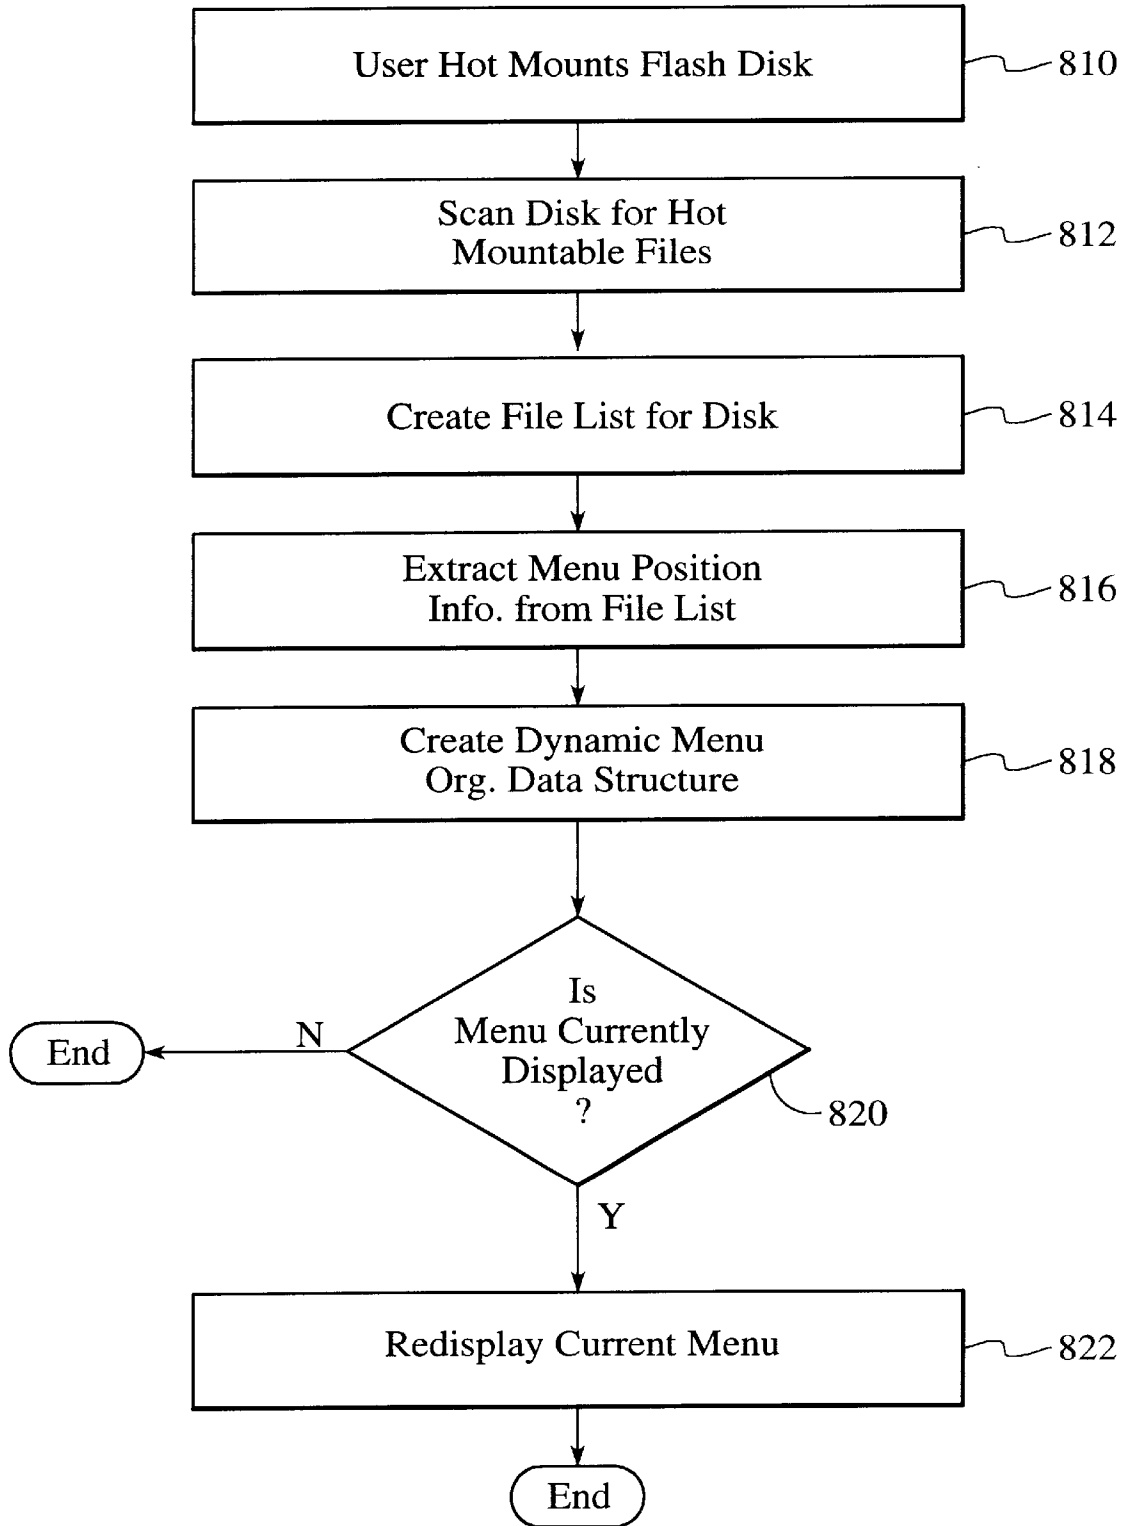 User Hot Mounts Flash Disk
810
Scan Disk for Hot
Mountable Files
812
Create File List for Disk
814
Extract Menu Position
Info. from File List
816
Create Dynamic Menu
Org. Data Structure
818
Is
Menu Currently
Displayed
?
820
N
End
Y
Redisplay Current Menu
822
End